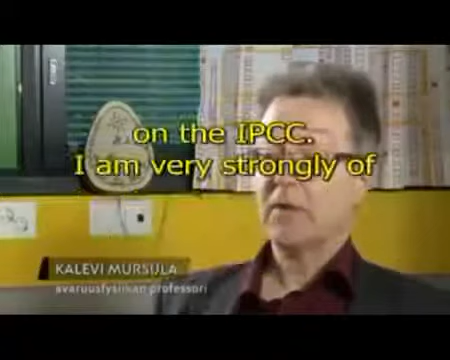 on the IPCC.
I am very strongly of
KALEVI MURSULA
avaruusfysiikan professori